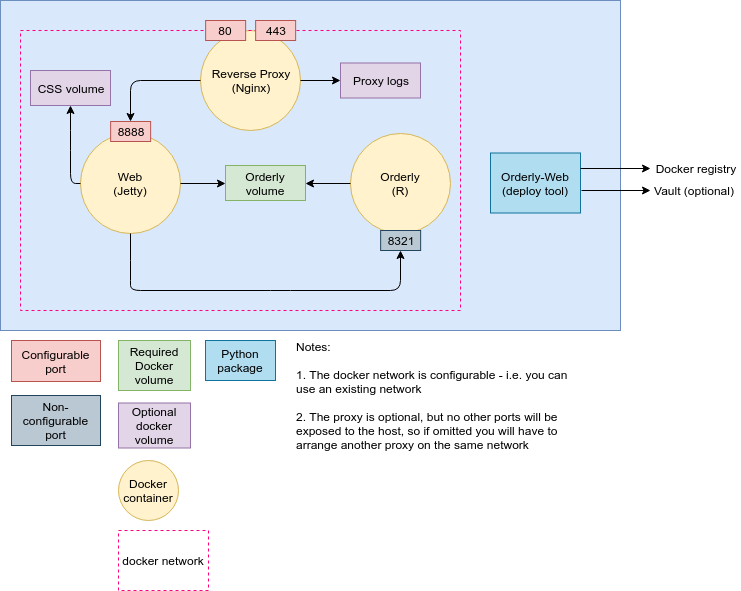 80
443
Reverse Proxy
(Nginx)
Proxy logs
CSS volume
8888
Web
(Jetty)
Orderly
volume
Orderly
(R)
8321
Orderly-Web
(deploy tool)
Docker registry
Vault (optional)
Configurable
port
Required
Docker
volume
Python
package
Non-
configurable
port
Optional
docker
volume
Docker
container
docker network
Notes:
1. The docker network is configurable - i.e. you can
use an existing network
2. The proxy is optional, but no other ports will be
exposed to the host, so if omitted you will have to
arrange another proxy on the same network